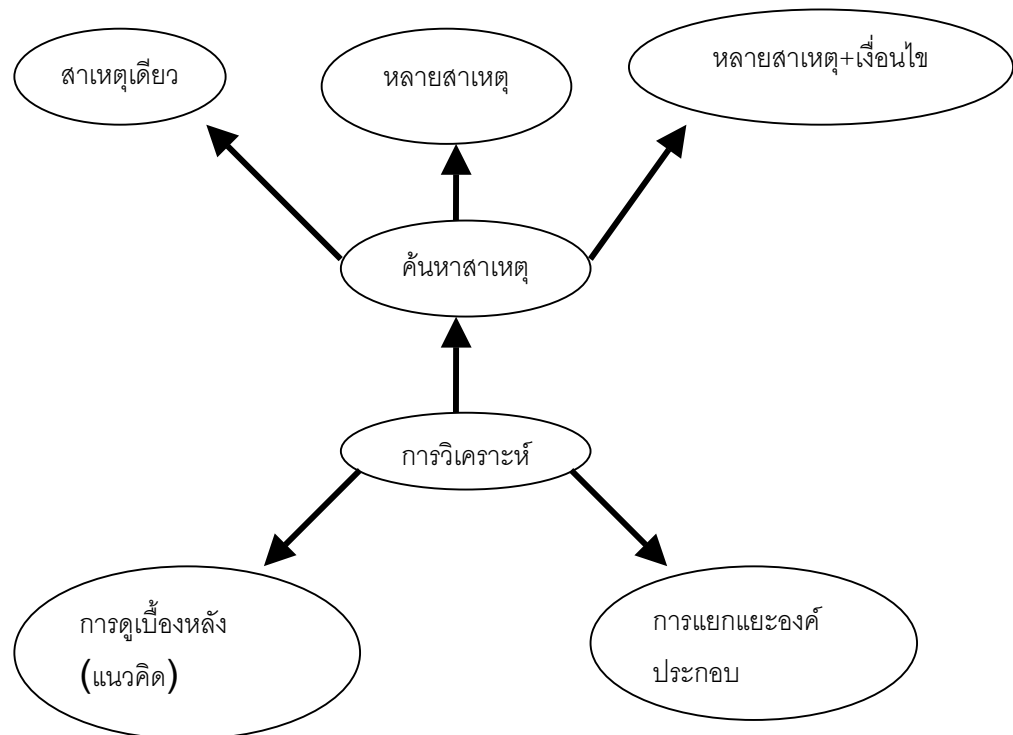 สาเหตุเดียว
หลายสาเหตุ
หลายสาเหตุ+เงื่อนไข
ค้นหาสาเหตุ
การวิเคราะห์
การดูเบื้องหลัง
(แนวคิด)
การแยกแยะองค์
ประกอบ